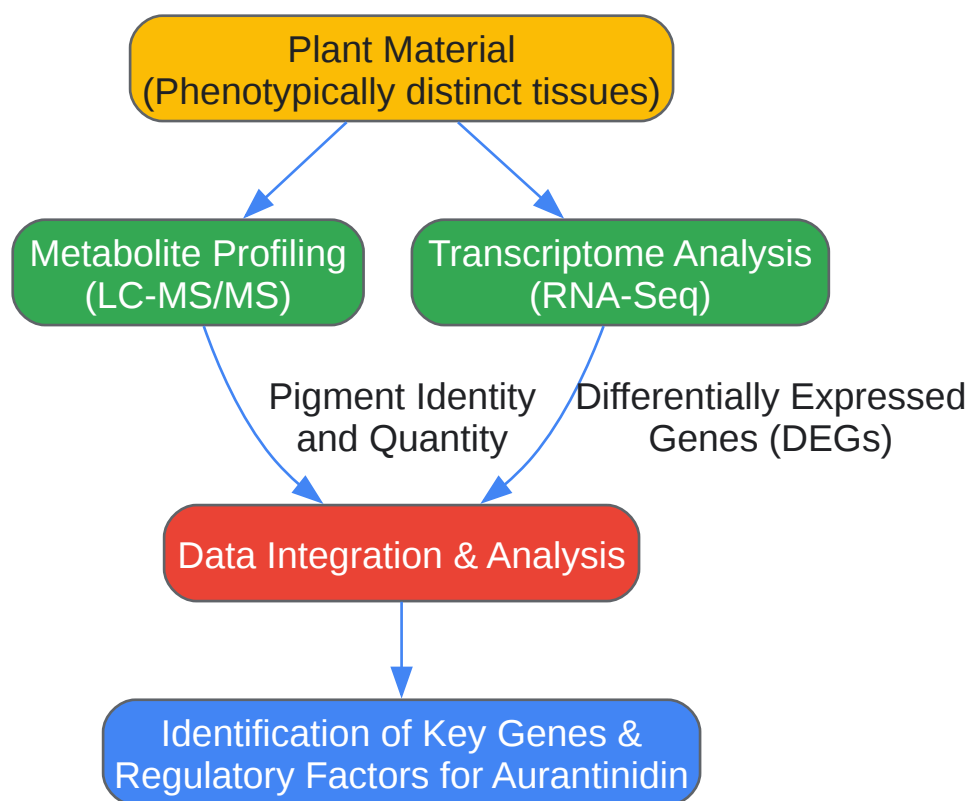 Plant Material
(Phenotypically distinct tissues)
Metabolite Profiling
(LC-MS/MS)
Transcriptome Analysis
(RNA-Seq)
Pigment Identity
and Quantity
Differentially Expressed
Genes (DEGs)
Data Integration & Analysis
Identification of Key Genes &
Regulatory Factors for Aurantinidin